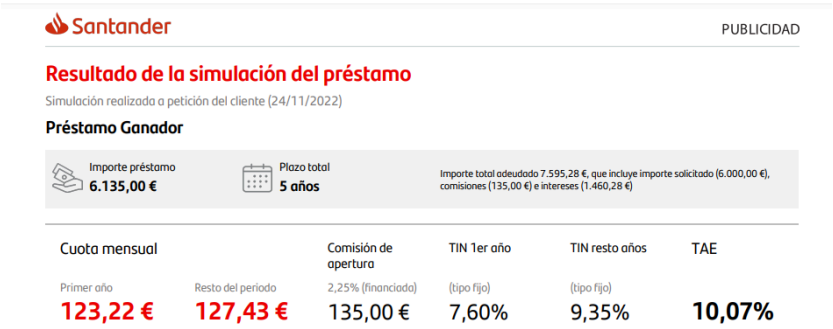 Santander
PUBLICIDAD
Resultado de la simulación del préstamo
Simulación realizada a petición del cliente (24/11/2022)
Préstamo Ganador
Importe préstamo
6.135,00 €
Plazo total
5 años
Importe total adeudado 7.595,28 €, que incluye importe solicitado (6.000,00 €),
comisiones (135,00 €) e intereses (1.460,28 €)
Cuota mensual
Comisión de
apertura
TIN 1er año
TIN resto años
TAE
Primer año
Resto del periodo
2,25% (financiada)
(tipo fijo)
(tipo fijo)
123,22 €
127,43 €
135,00 €
7,60%
9,35%
10,07%